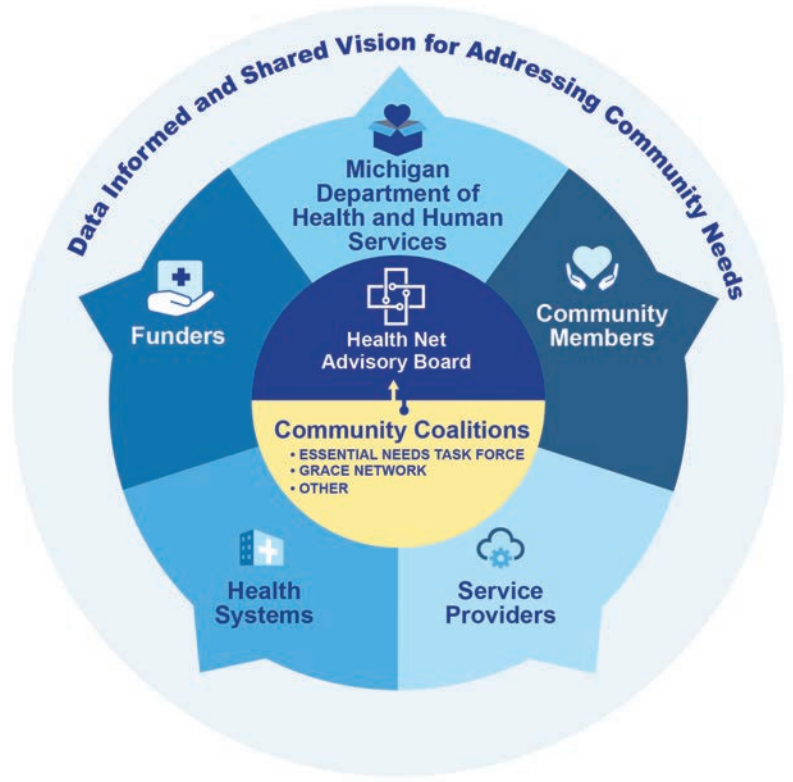 Data Informed and Shared Vision for Addressing Community Needs
Michigan
Department of
Health and Human
Services
Funders
Community
Members
Health Net
Advisory Board
Community Coalitions
• ESSENTIAL NEEDS TASK FORCE
• GRACE NETWORK
• OTHER
Health
Systems
Service
Providers